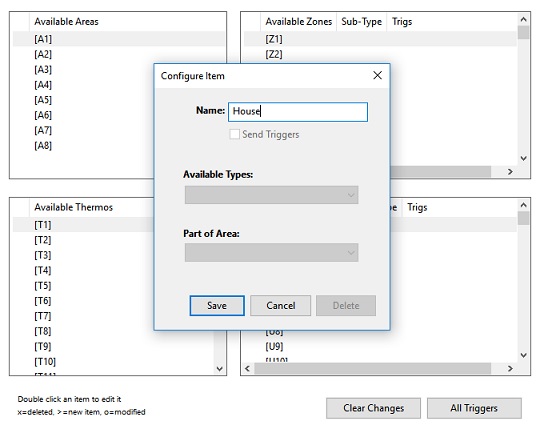 Available Areas
[A1]
[A2]
[A3]
[A4]
[A5]
[A6]
[A7]
[A8]
Available Zones Sub-Type Trigs
[Z1]
[Z2]
Configure Item
Name: House
Send Triggers
Available Types:
Part of Area:
Save Cancel Delete
Available Thermos
[T1]
[T2]
[T3]
[T4]
[T5]
[T6]
[T7]
[T8]
[T9]
[T10]
[T11]
Trigs
[U8]
[U9]
[U10]
Double click an item to edit it
x=deleted, >=new item, o=modified
Clear Changes All Triggers